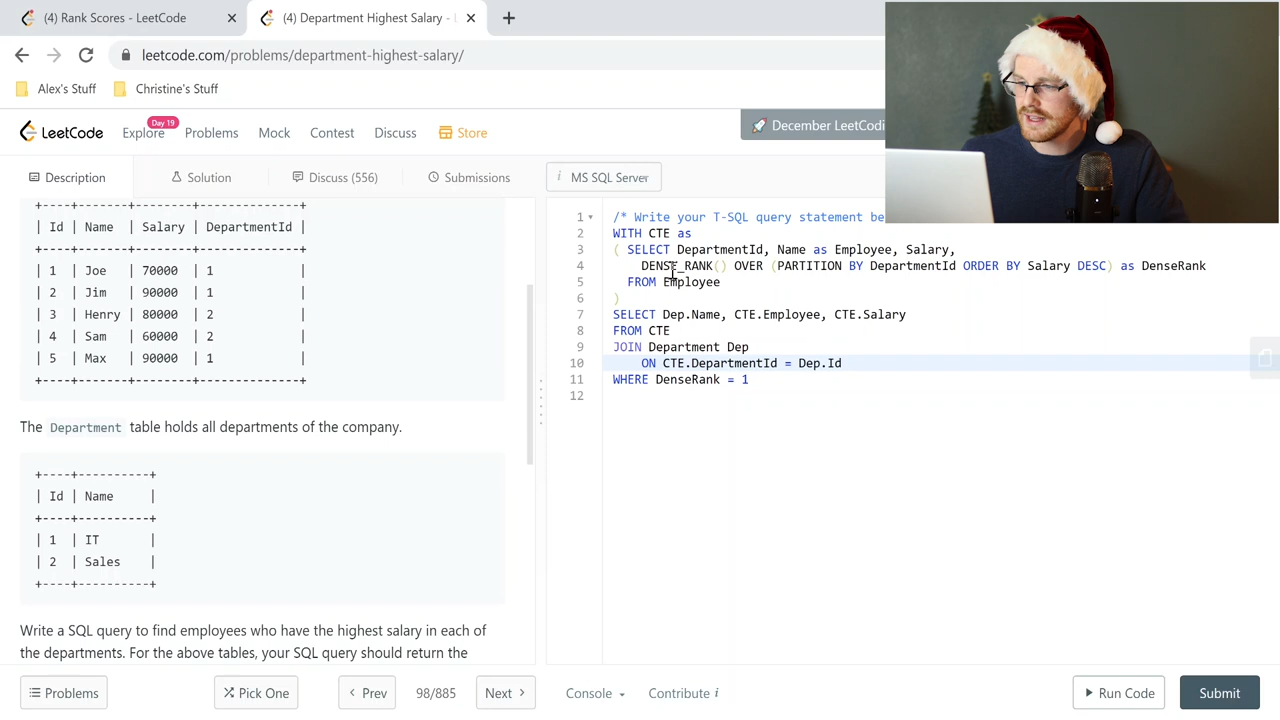 (4) Rank Scores - LeetCode
(4) Department Highest Salary - L
leetcode.com/problems/department-highest-salary/
Alex's Stuff
Christine's Stuff
LeetCode
Explore
Day 19
Problems
Mock
Contest
Discuss
Store
December LeetCodi
Description
Solution
Discuss (556)
Submissions
i MS SQL Server
+----+-------+--------+--------------+
| Id | Name | Salary | DepartmentId |
+----+-------+--------+--------------+
| 1 | Joe | 70000 | 1 |
| 2 | Jim | 90000 | 1 |
| 3 | Henry | 80000 | 2 |
| 4 | Sam | 60000 | 2 |
| 5 | Max | 90000 | 1 |
+----+-------+--------+--------------+
The Department table holds all departments of the company.
+----+----------+
| Id | Name |
+----+----------+
| 1 | IT |
| 2 | Sales |
+----+----------+
Write a SQL query to find employees who have the highest salary in each of
the departments. For the above tables, your SQL query should return the
1 /* Write your T-SQL query statement be
2 WITH CTE as
3 ( SELECT DepartmentId, Name as Employee, Salary,
4 DENSE_RANK() OVER (PARTITION BY DepartmentId ORDER BY Salary DESC) as DenseRank
5 FROM Employee
6 )
7 SELECT Dep.Name, CTE.Employee, CTE.Salary
8 FROM CTE
9 JOIN Department Dep
10 ON CTE.DepartmentId = Dep.Id
11 WHERE DenseRank = 1
12
Problems
Pick One
Prev
98/885
Next
Console
Contribute i
Run Code
Submit